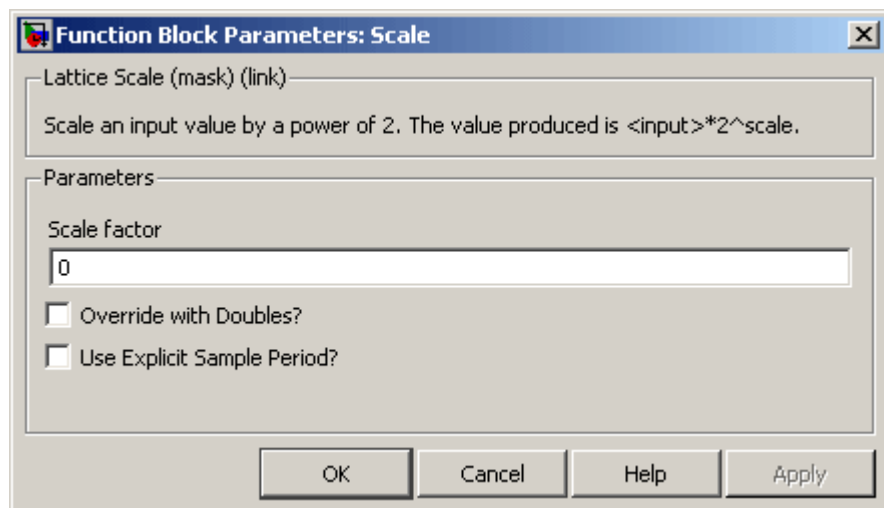 Function Block Parameters: Scale
Lattice Scale (mask) (link)
Scale an input value by a power of 2. The value produced is <input>*2^scale.
Parameters
Scale factor
0
Override with Doubles?
Use Explicit Sample Period?
OK Cancel Help Apply